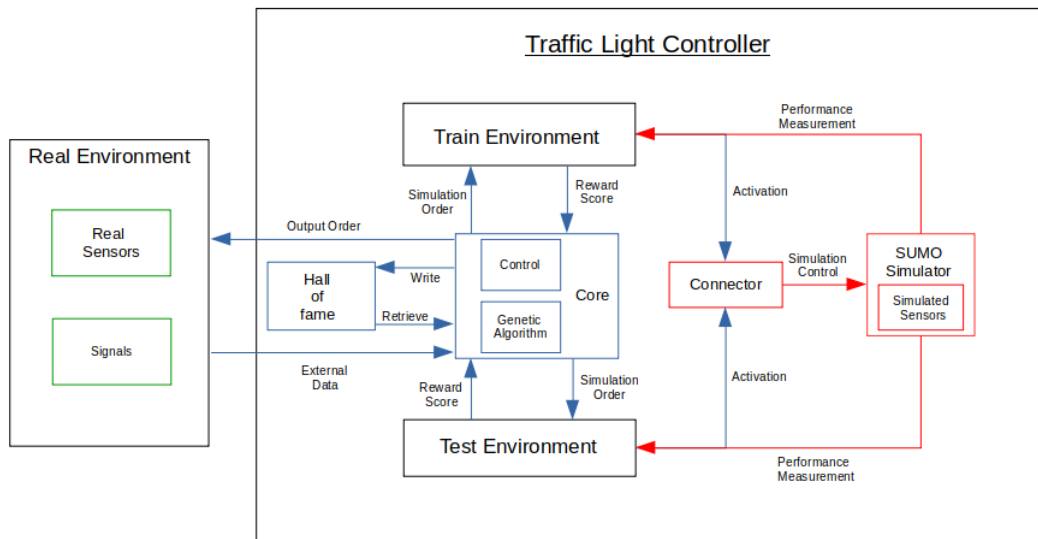 Traffic Light Controller
Real Environment
Real
Sensors
Signals
Output Order
External
Data
Hall
of
fame
Write
Retrieve
Train Environment
Simulation
Order
Reward
Score
Control
Core
Genetic
Algorithm
Reward
Score
Simulation
Order
Test Environment
Performance
Measurement
Activation
Connector
Simulation
Control
SUMO
Simulator
Simulated
Sensors
Activation
Performance
Measurement